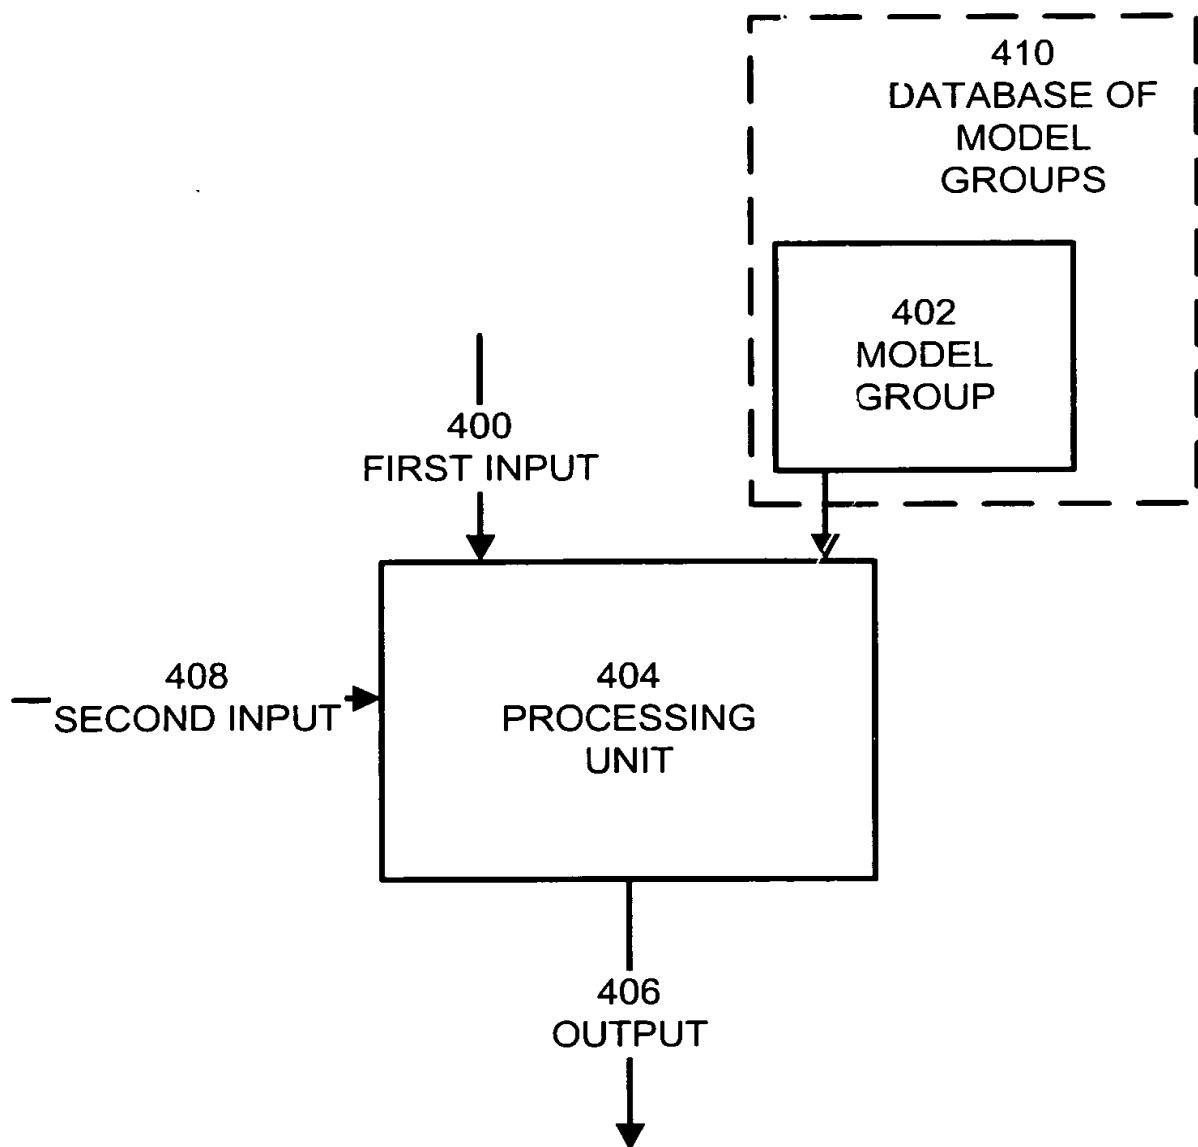 410
DATABASE OF
MODEL
GROUPS
402
MODEL
GROUP
400
FIRST INPUT
408
SECOND INPUT
404
PROCESSING
UNIT
406
OUTPUT